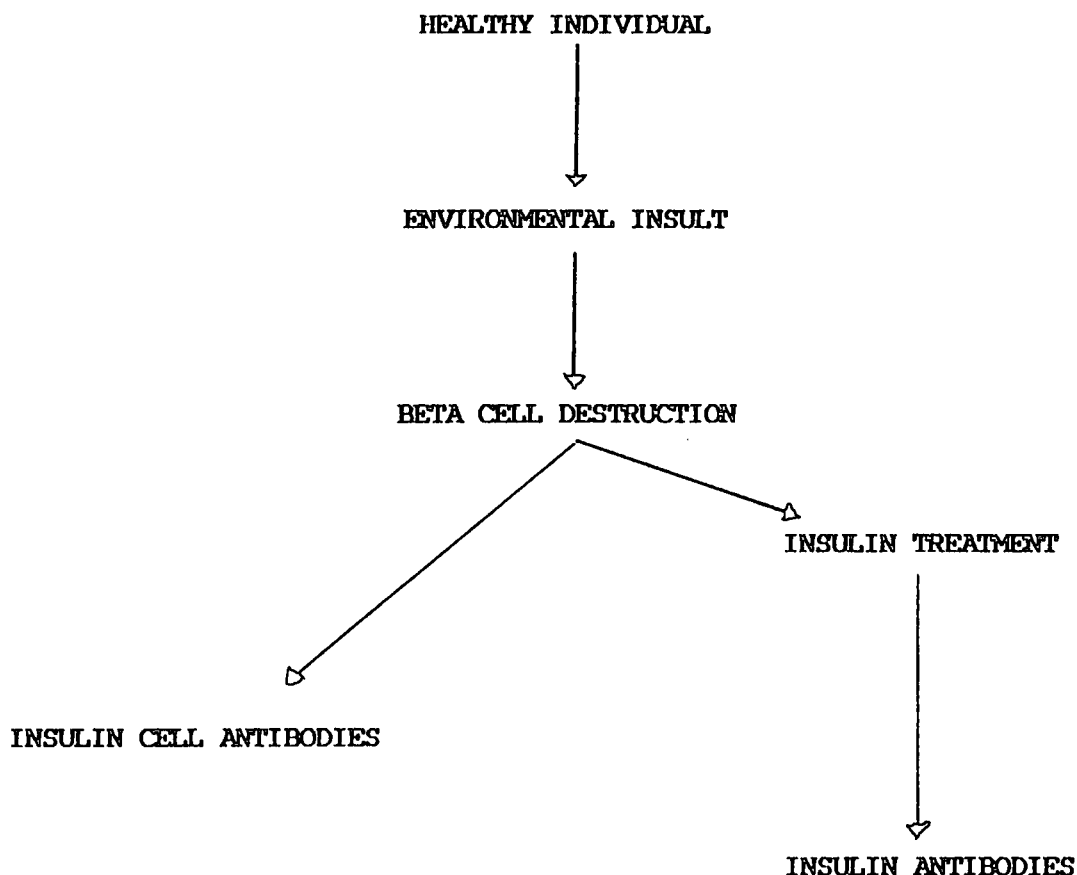 HEALTHY INDIVIDUAL
ENVIRONMENTAL INSULT
BETA CELL DESTRUCTION
INSULIN TREATMENT
INSULIN CELL ANTIBODIES
INSULIN ANTIBODIES